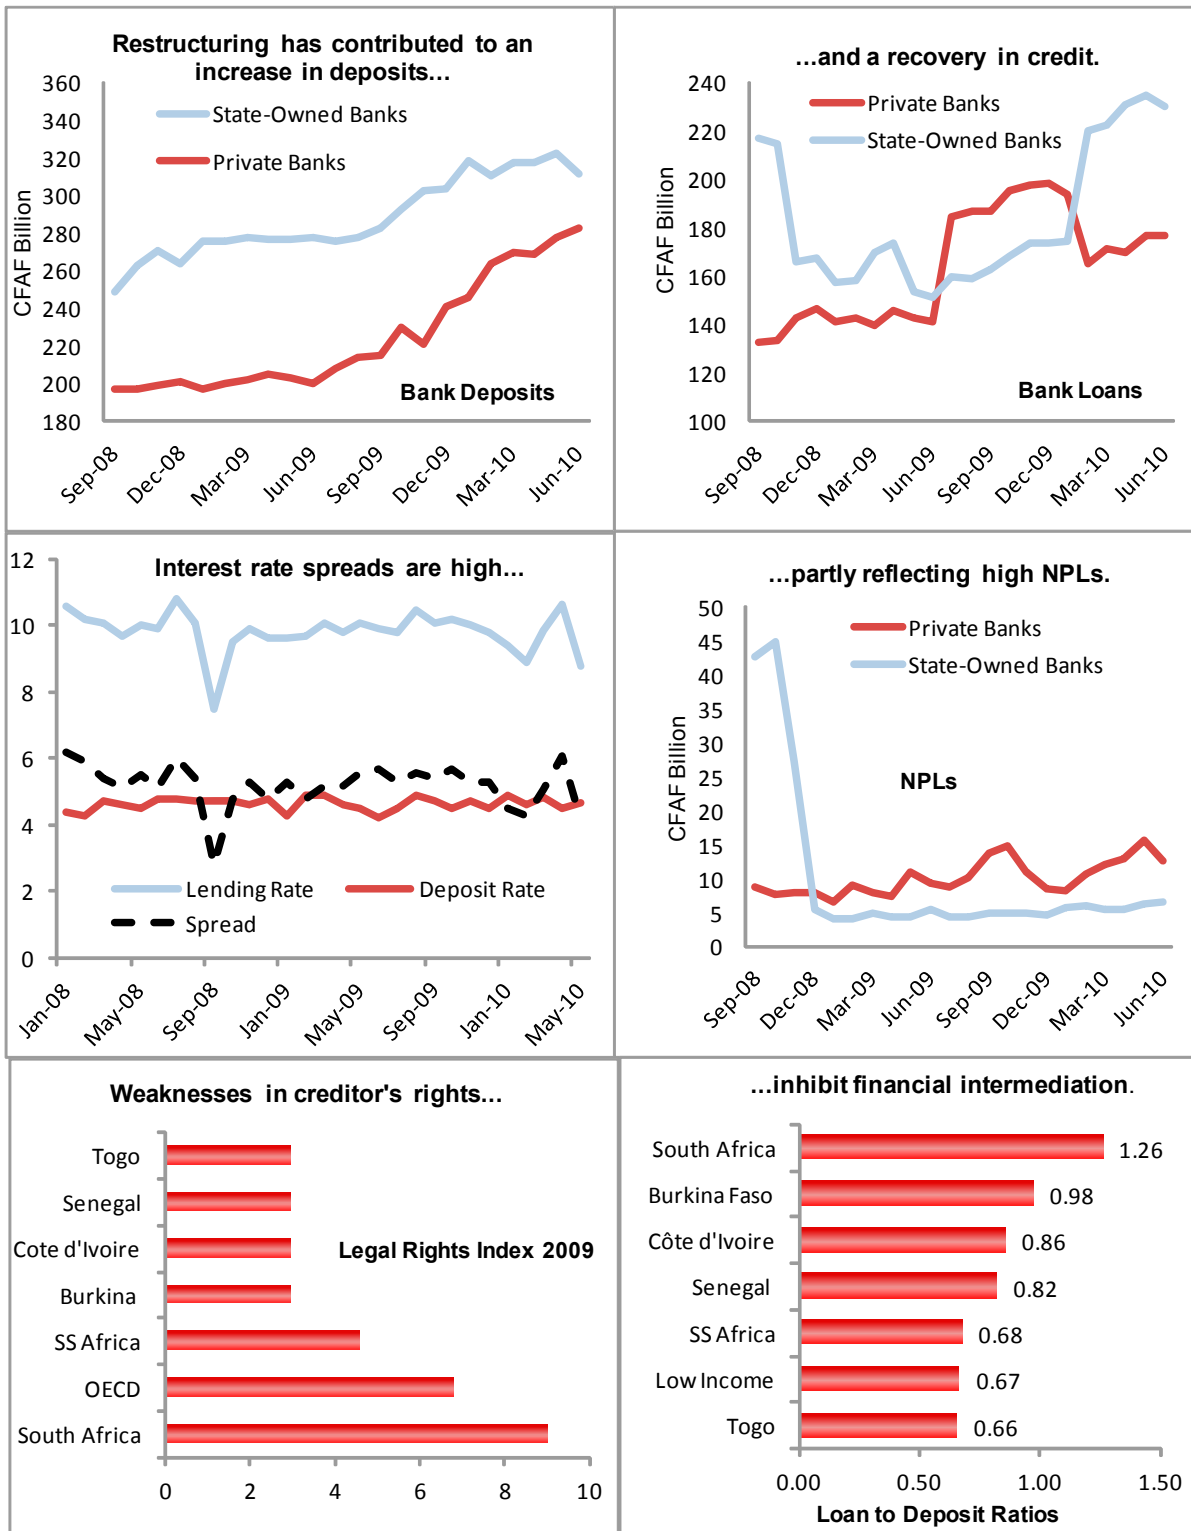 Restructuring has contributed to an
increase in deposits...
360
340
320
300
280
260
240
220
200
180
CFAF Billion
State-Owned Banks
Private Banks
Bank Deposits
Sep-08
Dec-08
Mar-09
Jun-09
Sep-09
Dec-09
Mar-10
Jun-10
...and a recovery in credit.
240
220
200
180
160
140
120
100
CFAF Billion
Private Banks
State-Owned Banks
Bank Loans
Sep-08
Dec-08
Mar-09
Jun-09
Sep-09
Dec-09
Mar-10
Jun-10
Interest rate spreads are high...
12
10
8
6
4
2
0
Lending Rate
Deposit Rate
Spread
Jan-08
May-08
Sep-08
Jan-09
May-09
Sep-09
Jan-10
May-10
...partly reflecting high NPLs.
50
45
40
35
30
25
20
15
10
5
0
CFAF Billion
Private Banks
State-Owned Banks
NPLs
Sep-08
Dec-08
Mar-09
Jun-09
Sep-09
Dec-09
Mar-10
Jun-10
Weaknesses in creditor's rights...
Togo
Senegal
Cote d'Ivoire
Legal Rights Index 2009
Burkina
SS Africa
OECD
South Africa
0 2 4 6 8 10
...inhibit financial intermediation.
South Africa 1.26
Burkina Faso 0.98
Côte d'Ivoire 0.86
Senegal 0.82
SS Africa 0.68
Low Income 0.67
Togo 0.66
0.00 0.50 1.00 1.50
Loan to Deposit Ratios